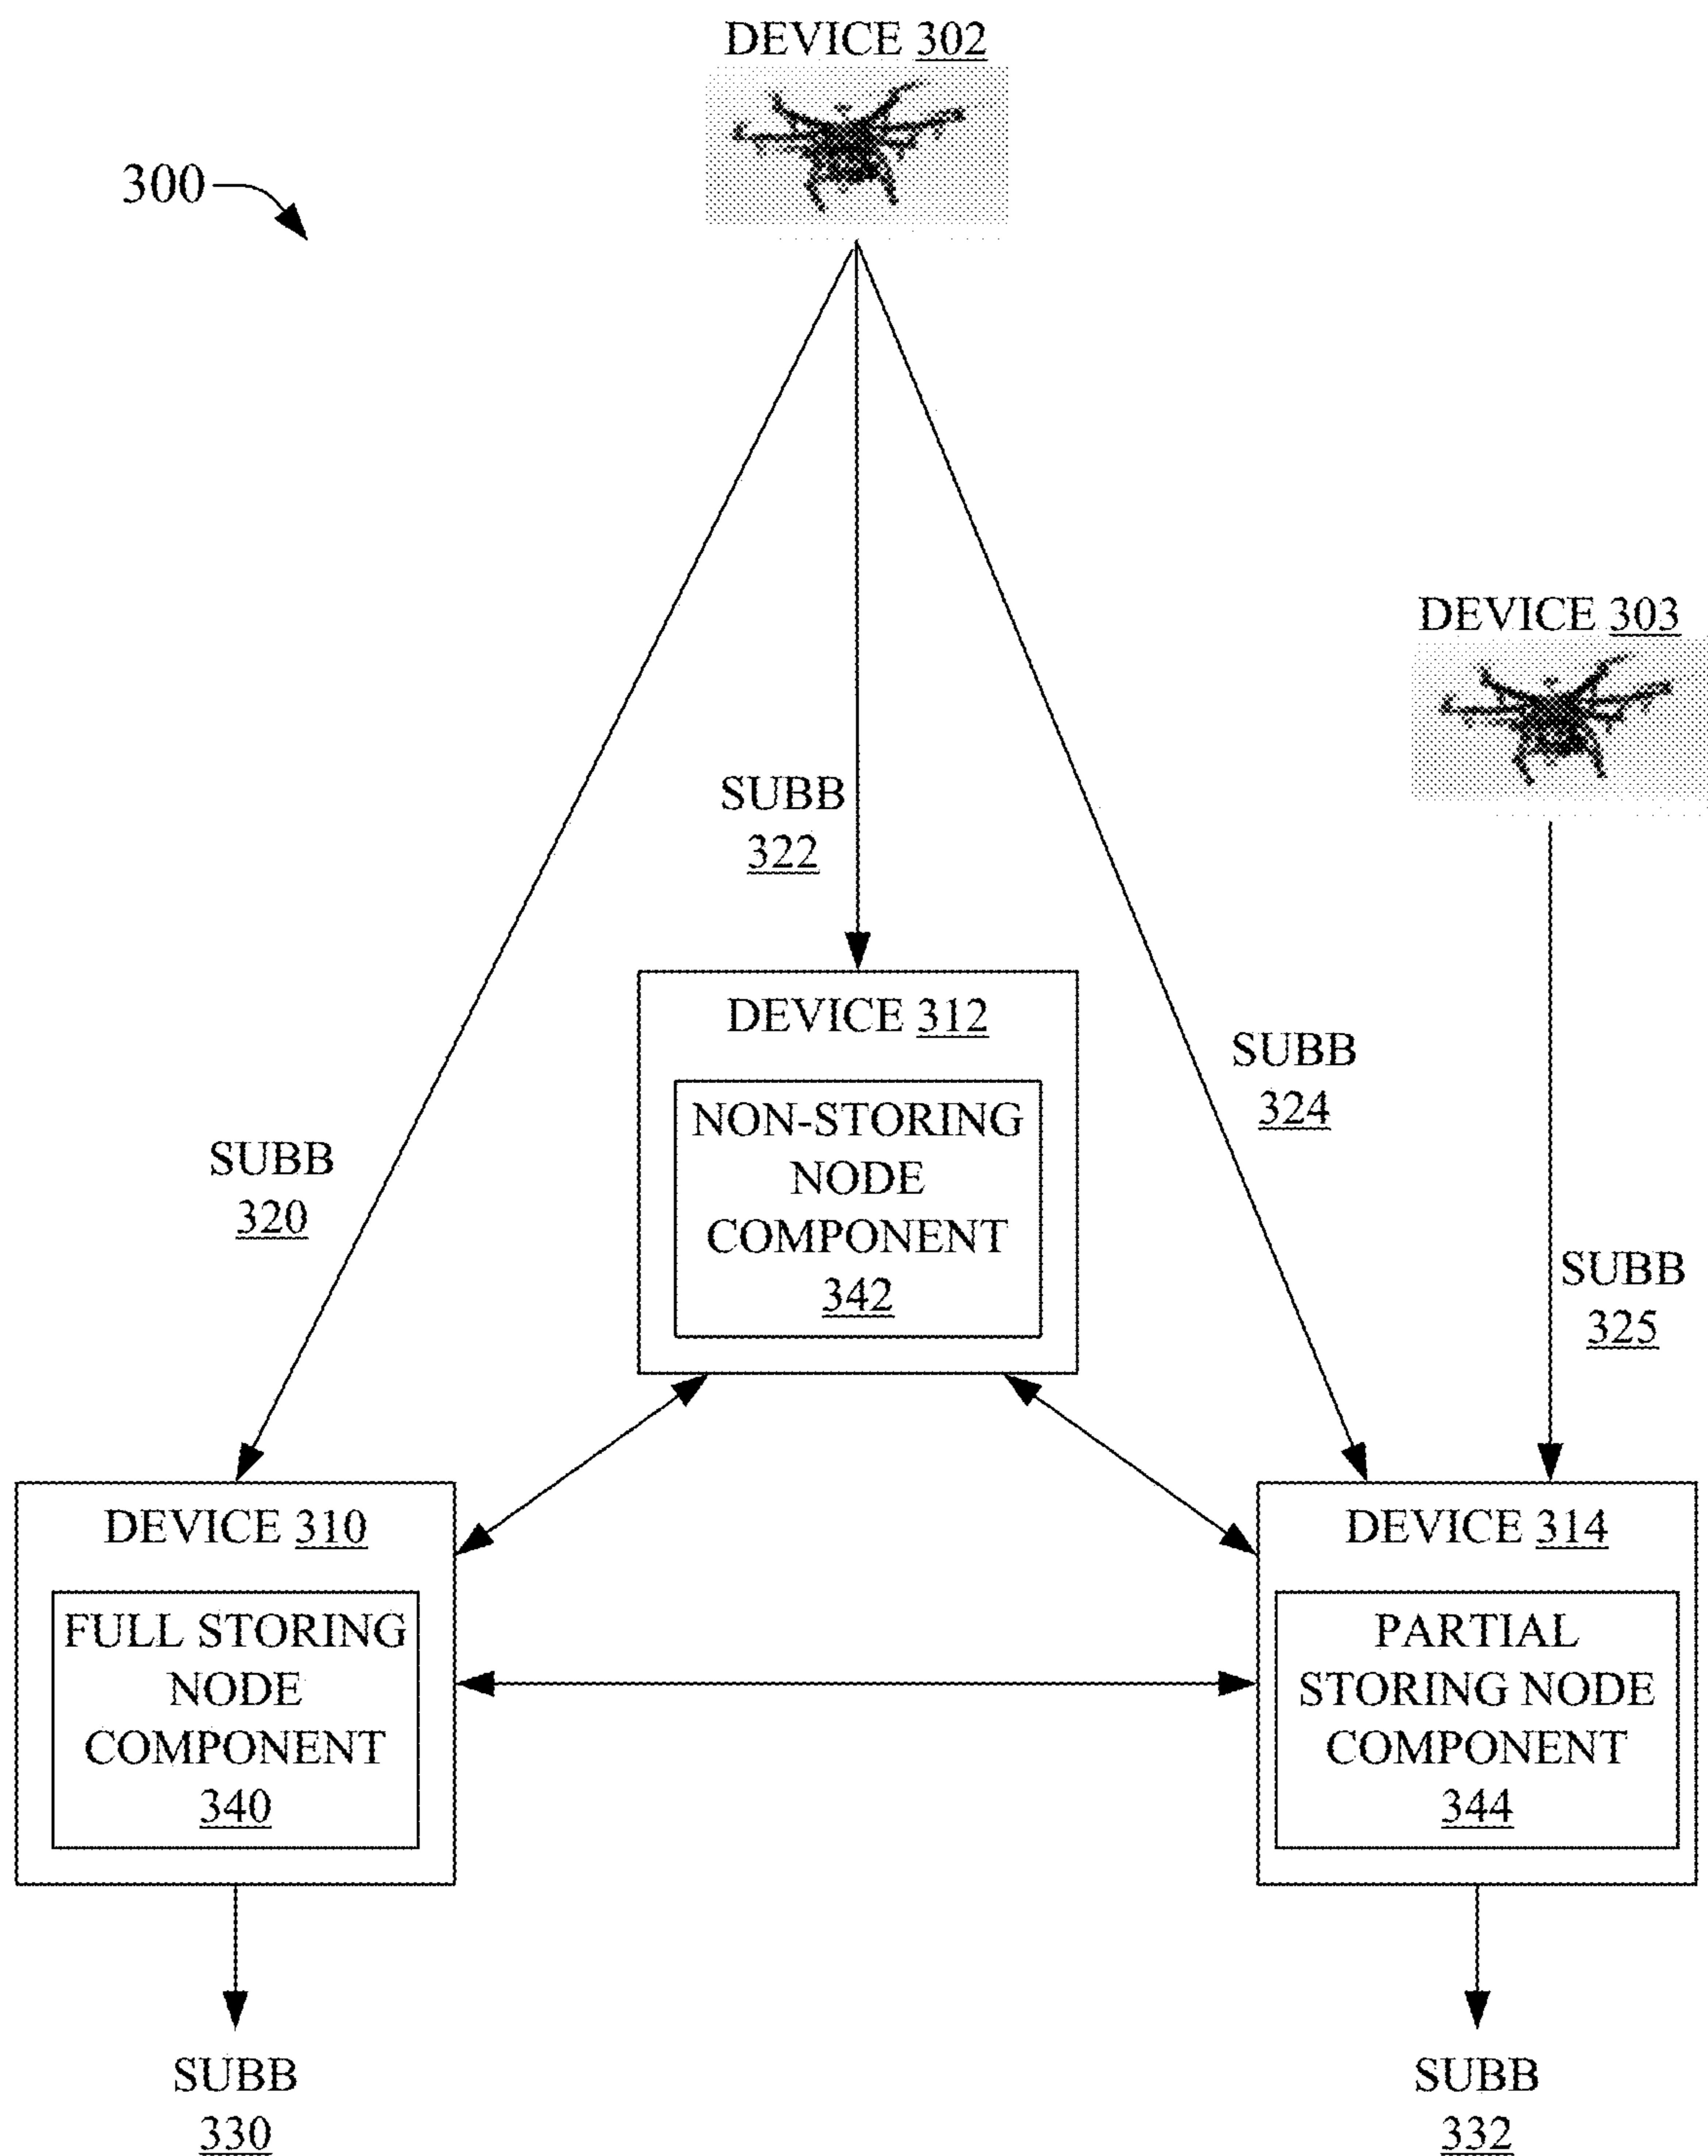 DEVICE 302
300
DEVICE 303
SUBB
322
DEVICE 312
NON-STORING
NODE
COMPONENT
342
SUBB
324
SUBB
320
SUBB
325
DEVICE 310
FULL STORING
NODE
COMPONENT
340
DEVICE 314
PARTIAL
STORING NODE
COMPONENT
344
SUBB
330
SUBB
332